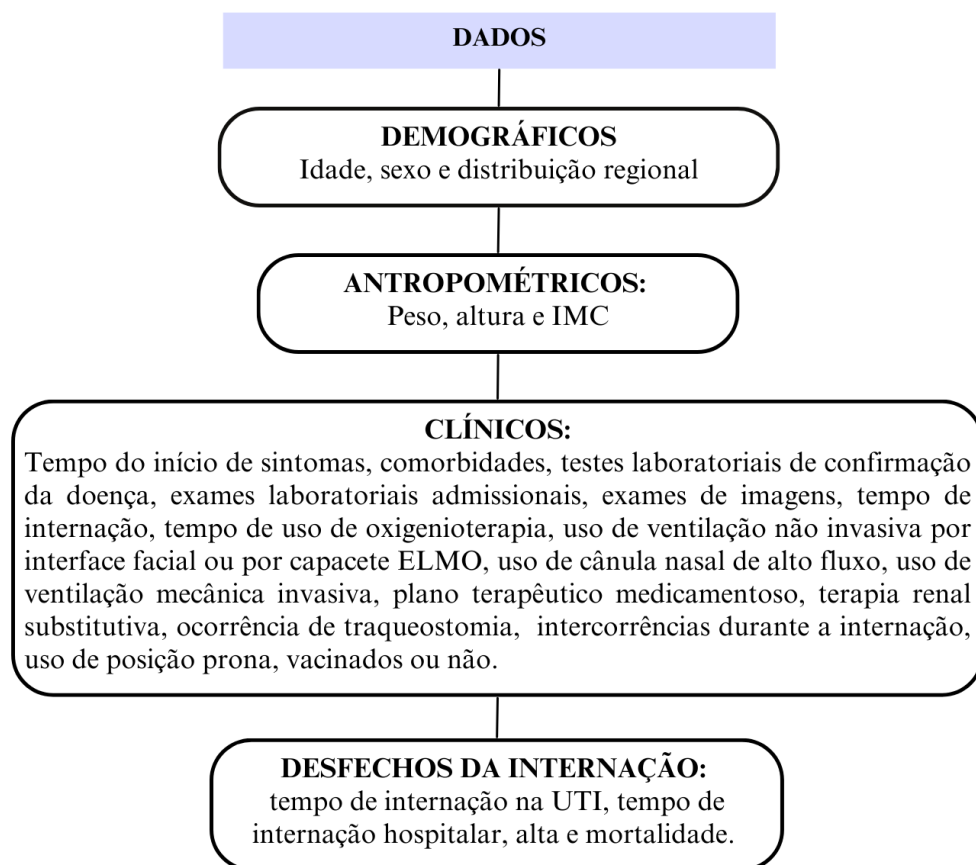 DADOS
DEMOGRÁFICOS
Idade, sexo e distribuição regional
ANTROPOMÉTRICOS:
Peso, altura e IMC
CLÍNICOS:
Tempo do início de sintomas, comorbidades, testes laboratoriais de confirmação
da doença, exames laboratoriais admissionais, exames de imagens, tempo de
internação, tempo de uso de oxigenioterapia, uso de ventilação não invasiva por
interface facial ou por capacete ELMO, uso de cânula nasal de alto fluxo, uso de
ventilação mecânica invasiva, plano terapêutico medicamentoso, terapia renal
substitutiva, ocorrência de traqueostomia, intercorrências durante a internação,
uso de posição prona, vacinados ou não.
DESFECHOS DA INTERNAÇÃO:
tempo de internação na UTI, tempo de
internação hospitalar, alta e mortalidade.